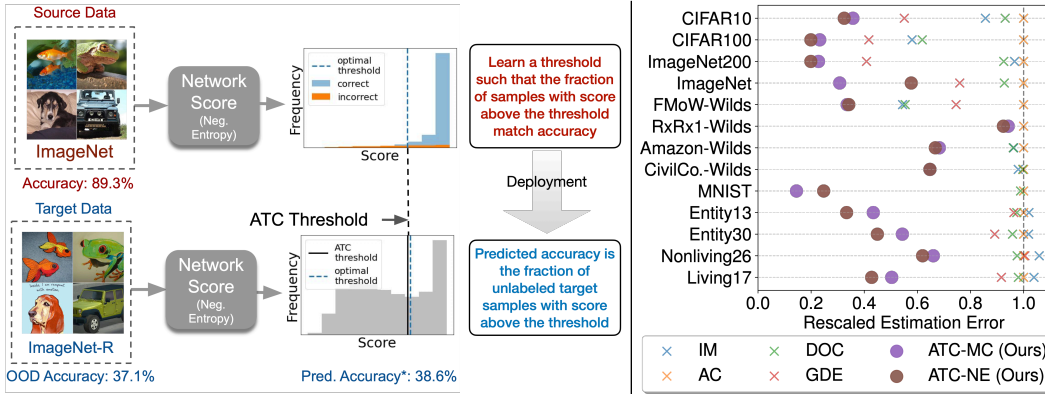 Source Data
ImageNet
Accuracy: 89.3%
Network
Score
(Neg.
Entropy)
Frequency
optimal
threshold
correct
incorrect
Score
Learn a threshold
such that the fraction
of samples with score
above the threshold
match accuracy
Deployment
ATC Threshold
Target Data
ImageNet-R
OOD Accuracy: 37.1%
Network
Score
(Neg.
Entropy)
Frequency
ATC
threshold
optimal
threshold
Score
Pred. Accuracy*: 38.6%
Predicted accuracy is
the fraction of
unlabeled target
samples with score
above the threshold
CIFAR10
CIFAR100
ImageNet200
ImageNet
FMoW-Wilds
RxRx1-Wilds
Amazon-Wilds
CivilCo.-Wilds
MNIST
Entity13
Entity30
Nonliving26
Living17
0.0 0.2 0.4 0.6 0.8 1.0
Rescaled Estimation Error
IM DOC ATC-MC (Ours)
AC GDE ATC-NE (Ours)